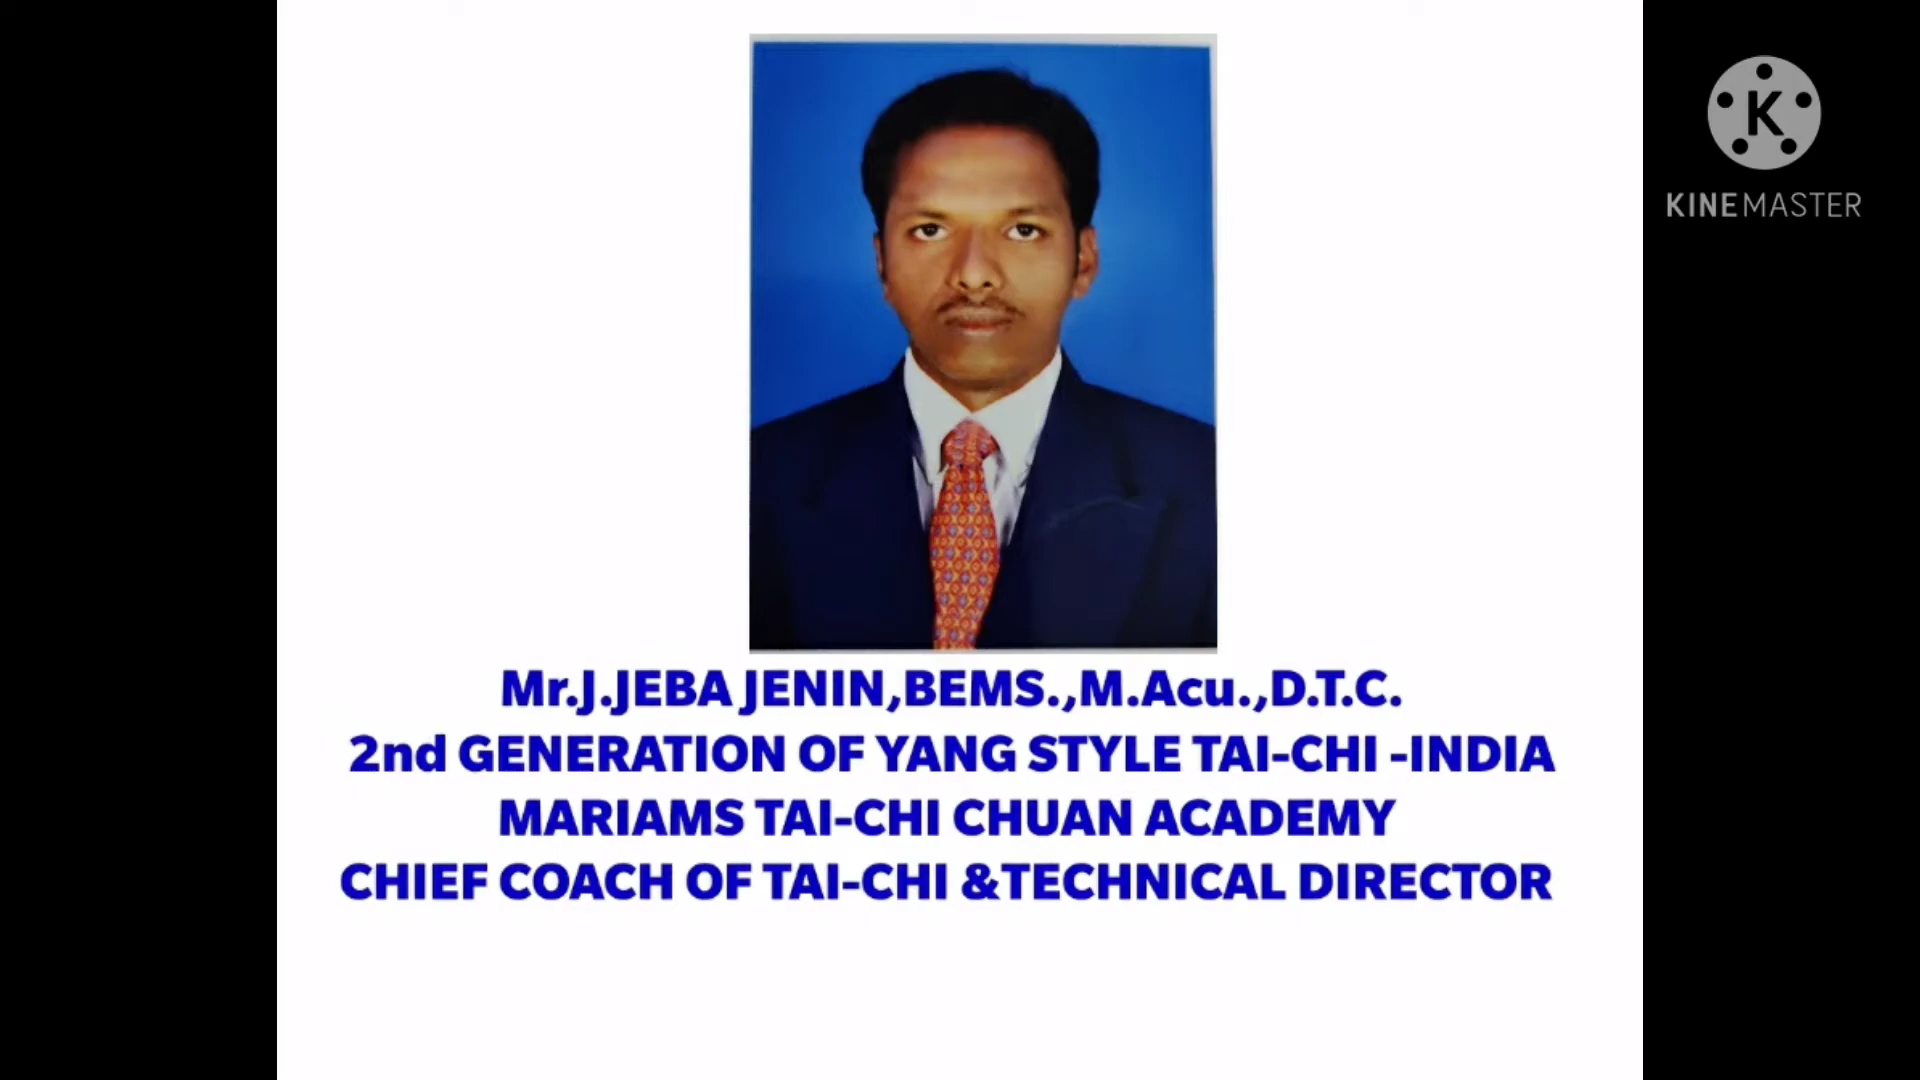 K
KINEMASTER
Mr.J.JEBA JENIN,BEMS.,M.Acu.,D.T.C.
2nd GENERATION OF YANG STYLE TAI-CHI -INDIA
MARIAMS TAI-CHI CHUAN ACADEMY
CHIEF COACH OF TAI-CHI &TECHNICAL DIRECTOR